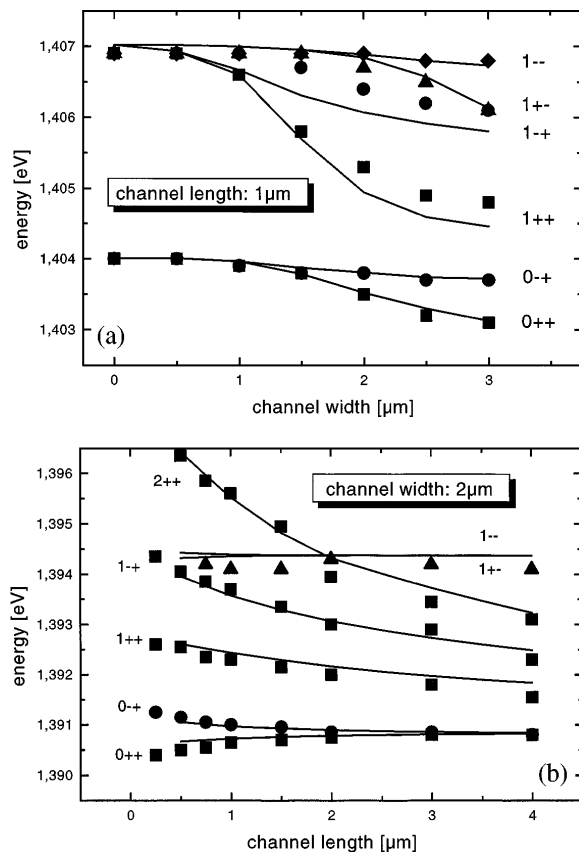 1,407
1,406
1,405
1,404
1,403
energy [eV]
channel length: 1µm
1--
1+-
1-+
1++
0-+
0++
(a)
0 1 2 3
channel width [µm]
1,396
1,395
1,394
1,393
1,392
1,391
1,390
energy [eV]
2++
channel width: 2µm
1--
1+-
1-+
1++
0-+
0++
(b)
0 1 2 3 4
channel length [µm]